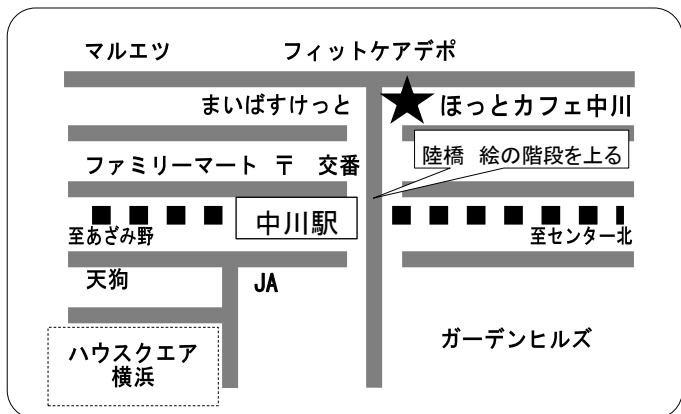 マルエツ
フィットケアデポ
まいばすけっと
ほっとカフェ中川
陸橋 絵の階段を上る
ファミリーマート 〒 交番
中川駅
至あざみ野
至センター北
天狗
JA
ガーデンヒルズ
ハウスクエア
横浜